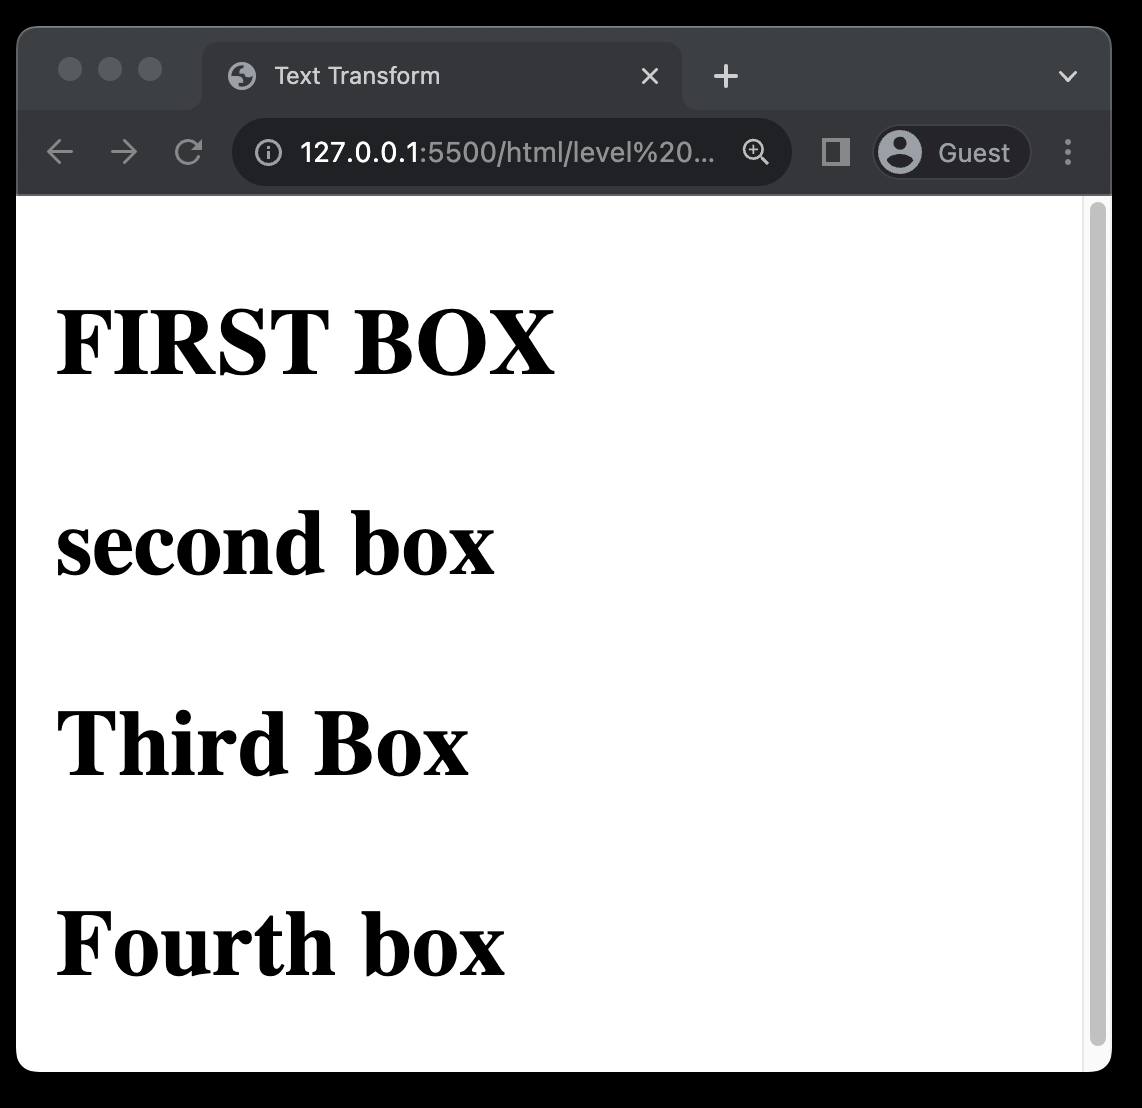 Text Transform
127.0.0.1:5500/html/level%20...
Guest
FIRST BOX
second box
Third Box
Fourth box